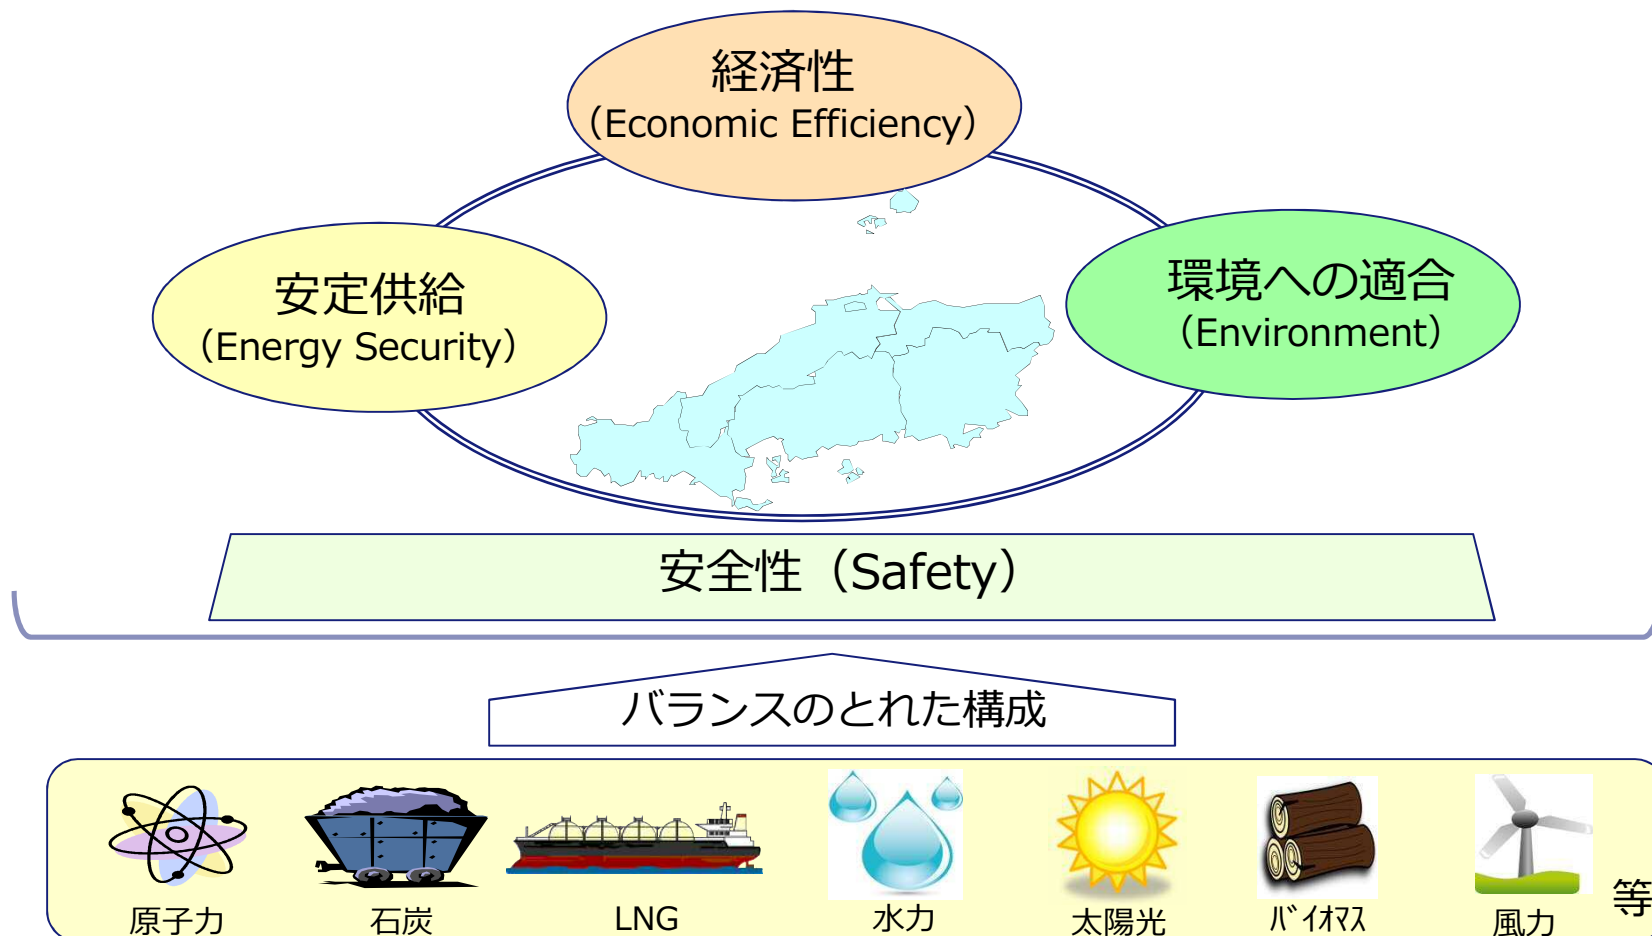 経済性
（Economic Efficiency）
安定供給
（Energy Security）
環境への適合
（Environment）
安全性（Safety）
バランスのとれた構成
原子力
石炭
LNG
水力
太陽光
ﾊﾞｲｵﾏｽ
風力
等